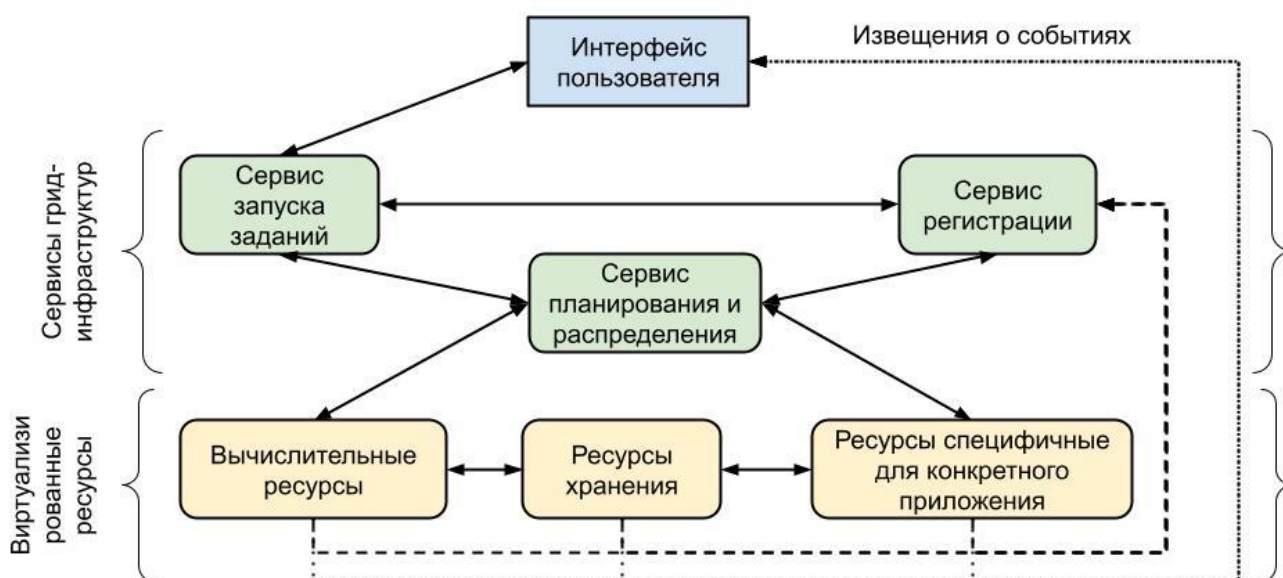 Интерфейс
пользователя
Извещения о событиях
Сервисы грид-
инфраструктур
Сервис
запуска
заданий
Сервис
регистрации
Сервис
планирования и
распределения
Виртуализи
рованные
ресурсы
Вычислительные
ресурсы
Ресурсы
хранения
Ресурсы специфичные
для конкретного
приложения